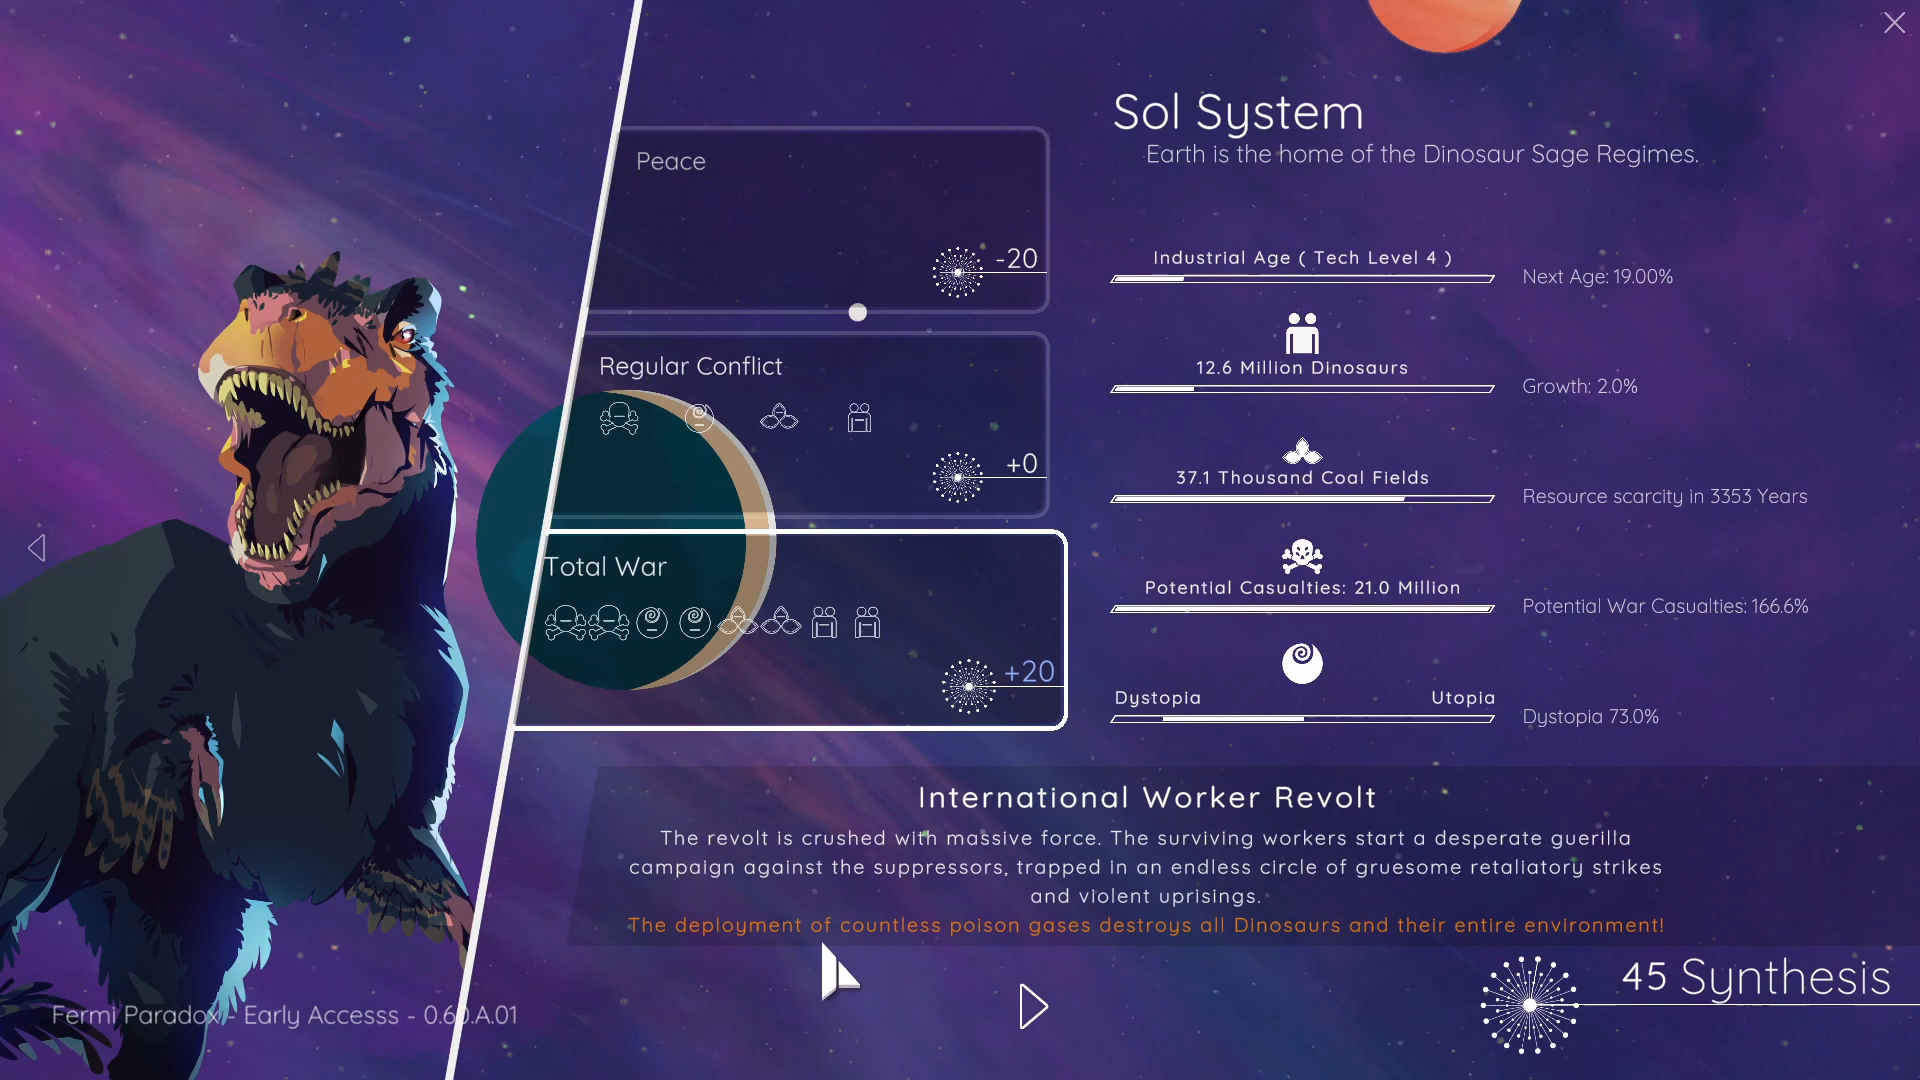 Sol System
Earth is the home of the Dinosaur Sage Regimes.
Peace
-20
Regular Conflict
+0
Total War
+20
Industrial Age ( Tech Level 4 )
Next Age: 19.00%
12.6 Million Dinosaurs
Growth: 2.0%
37.1 Thousand Coal Fields
Resource scarcity in 3353 Years
Potential Casualties: 21.0 Million
Potential War Casualties: 166.6%
Dystopia Utopia
Dystopia 73.0%
International Worker Revolt
The revolt is crushed with massive force. The surviving workers start a desperate guerilla
campaign against the suppressors, trapped in an endless circle of gruesome retaliatory strikes
and violent uprisings.
The deployment of countless poison gases destroys all Dinosaurs and their entire environment!
45 Synthesis
Fermi Paradox - Early Accesss - 0.60.A.01